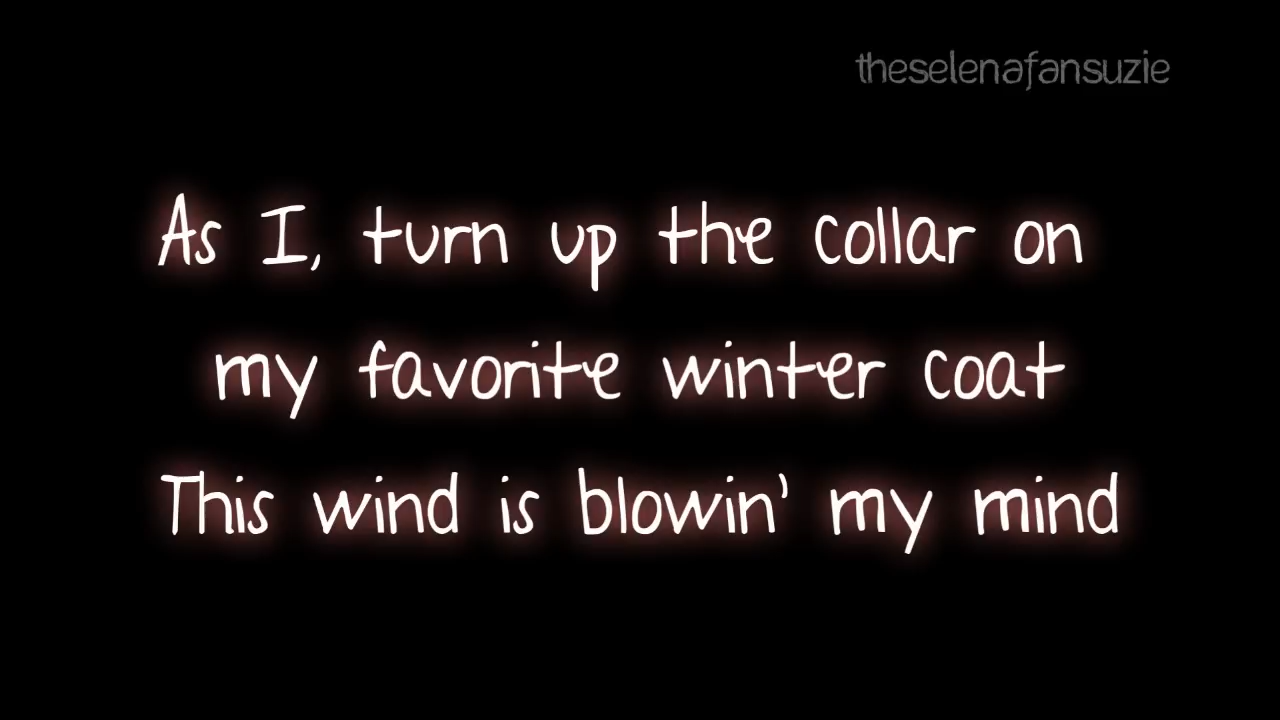 theselenafansuzie
As I, turn up the collar on
my favorite winter coat
This wind is blowin' my mind